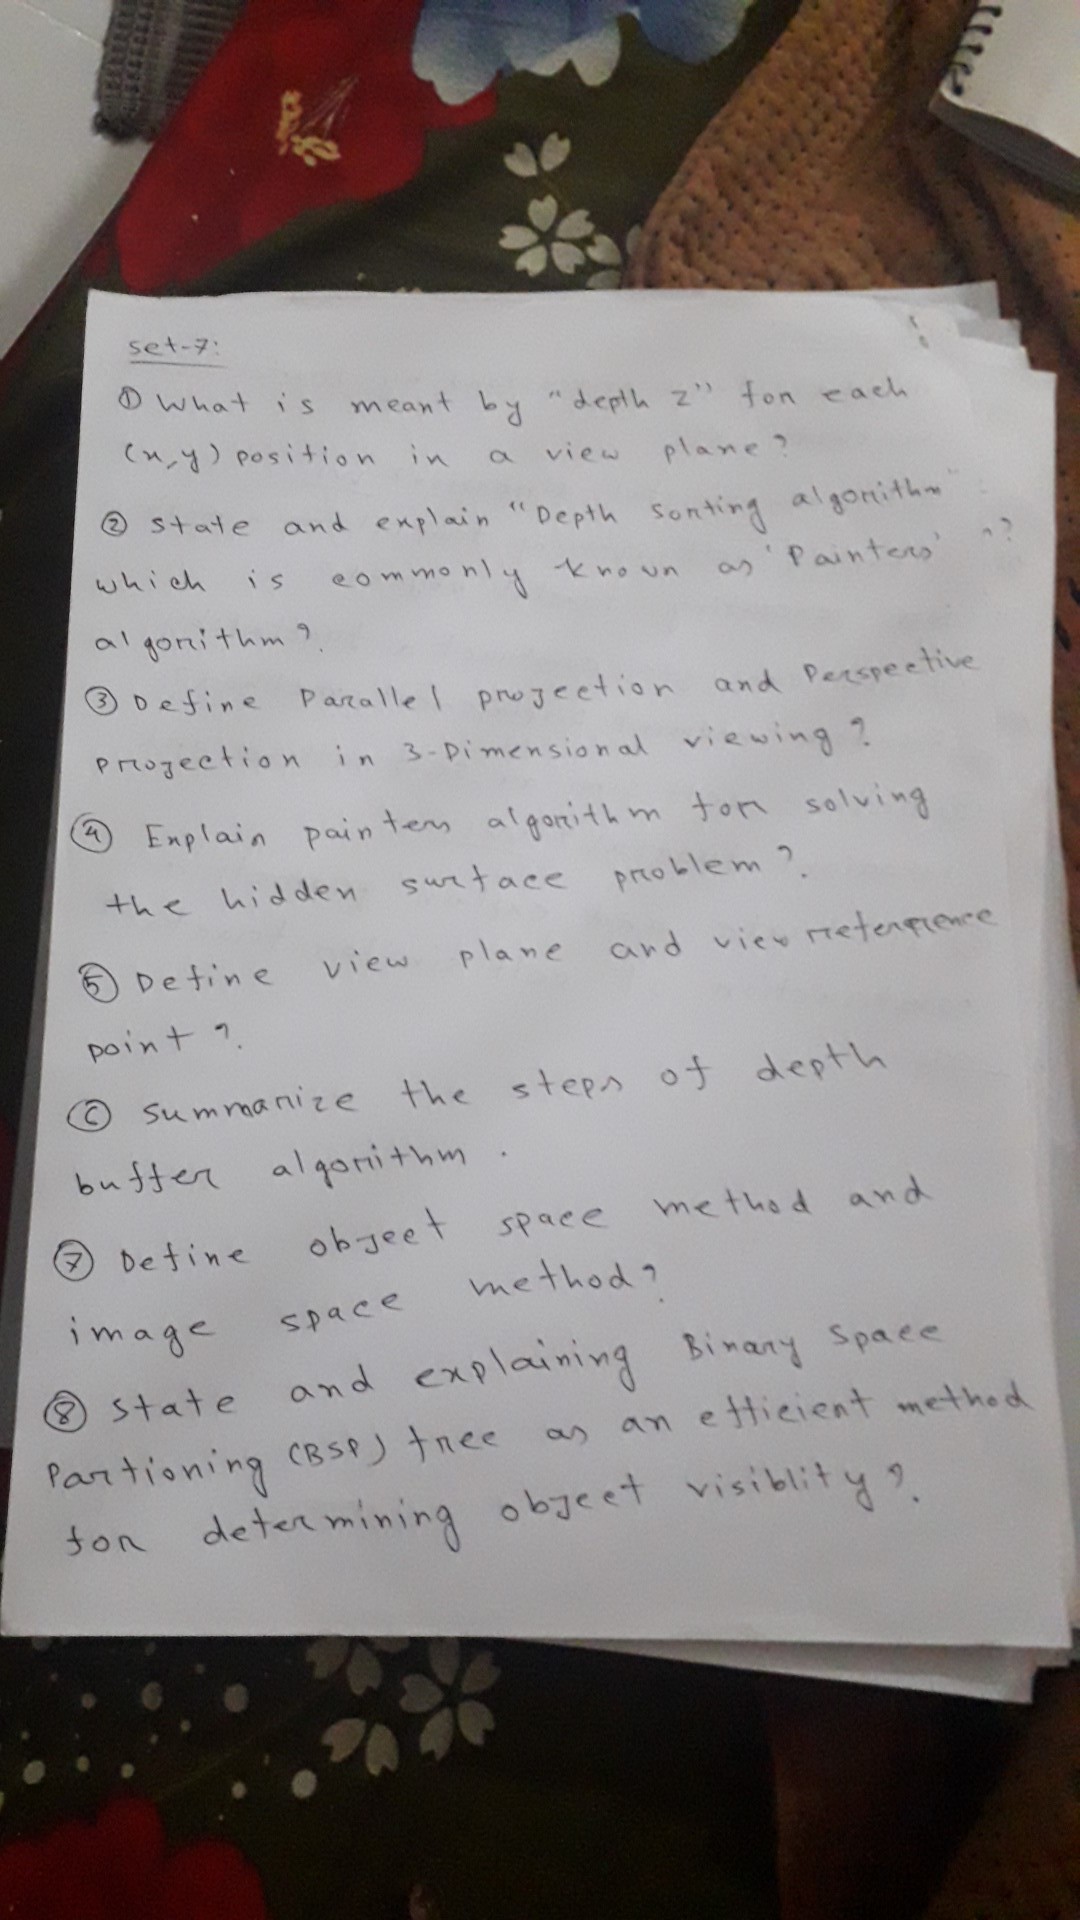 set-7:
① What is meant by "depth z" for each
(x,y) position in a view plane?
② state and explain "Depth Sorting algorithm"
which is commonly known as 'Painters' "?
algorithm?
③ Define Parallel projection and Perspective
projection in 3-Dimensional viewing?
④ Explain painters algorithm for solving
the hidden surface problem?
⑤ Define view plane and view reference
point?
⑥ summarize the steps of depth
buffer algorithm.
⑦ Define object space method and
image space method?
⑧ state and explaining Binary space
Partioning (BSP) tree as an efficient method
for determining object visiblity?